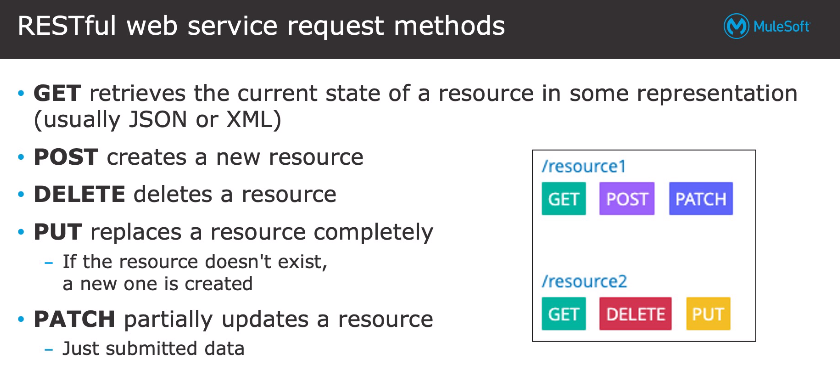 RESTful web service request methods
MuleSoft
• GET retrieves the current state of a resource in some representation
(usually JSON or XML)
• POST creates a new resource
• DELETE deletes a resource
• PUT replaces a resource completely
– If the resource doesn't exist,
a new one is created
• PATCH partially updates a resource
– Just submitted data
/resource1
GET POST PATCH
/resource2
GET DELETE PUT